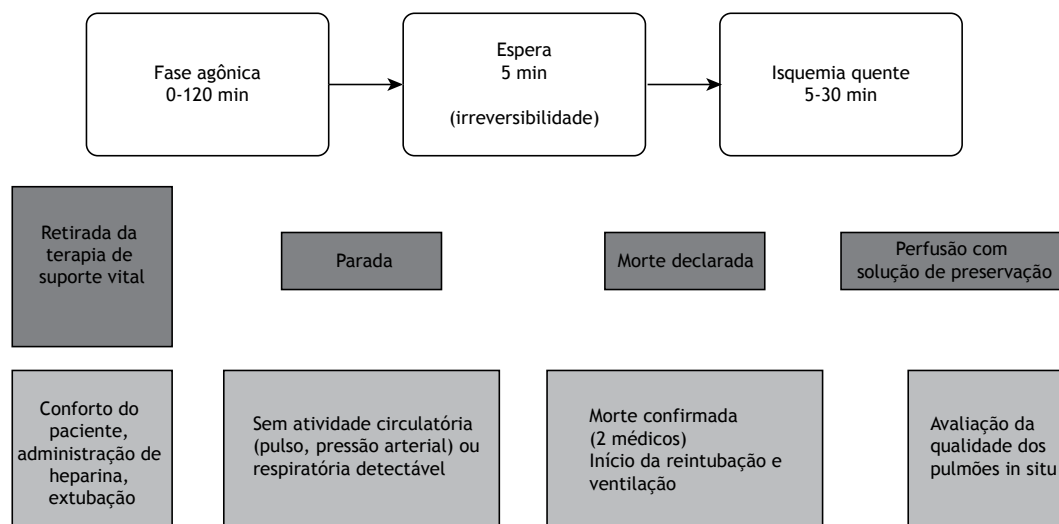 Fase agônica
0-120 min
Espera
5 min
(irreversibilidade)
Isquemia quente
5-30 min
Retirada da
terapia de
suporte vital
Parada
Morte declarada
Perfusão com
solução de preservação
Conforto do
paciente,
administração de
heparina,
extubação
Sem atividade circulatória
(pulso, pressão arterial) ou
respiratória detectável
Morte confirmada
(2 médicos)
Início da reintubação e
ventilação
Avaliação da
qualidade dos
pulmões in situ